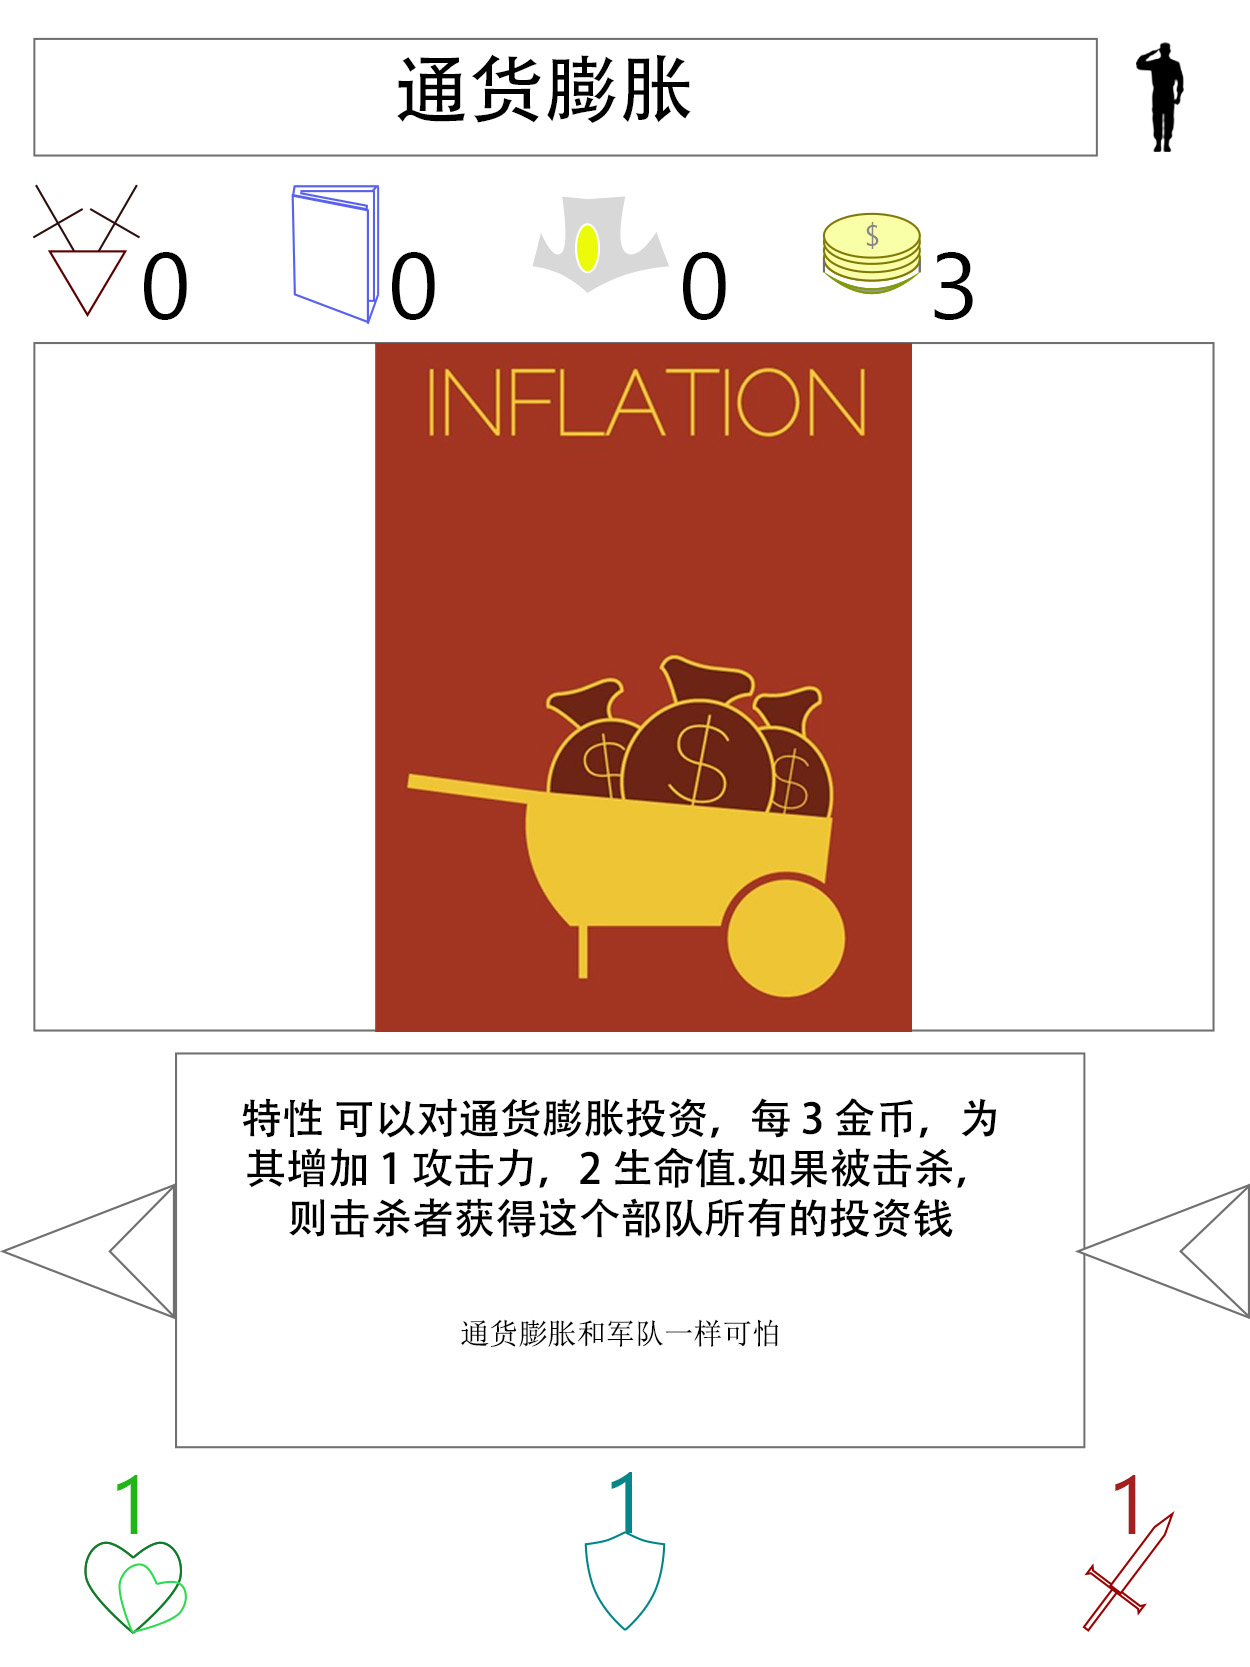 通货膨胀
0 0 0 3
$
INFLATION
$ $ $
特性 可以对通货膨胀投资，每 3 金币，为
其增加 1 攻击力，2 生命值.如果被击杀，
则击杀者获得这个部队所有的投资钱
通货膨胀和军队一样可怕
1 1 1